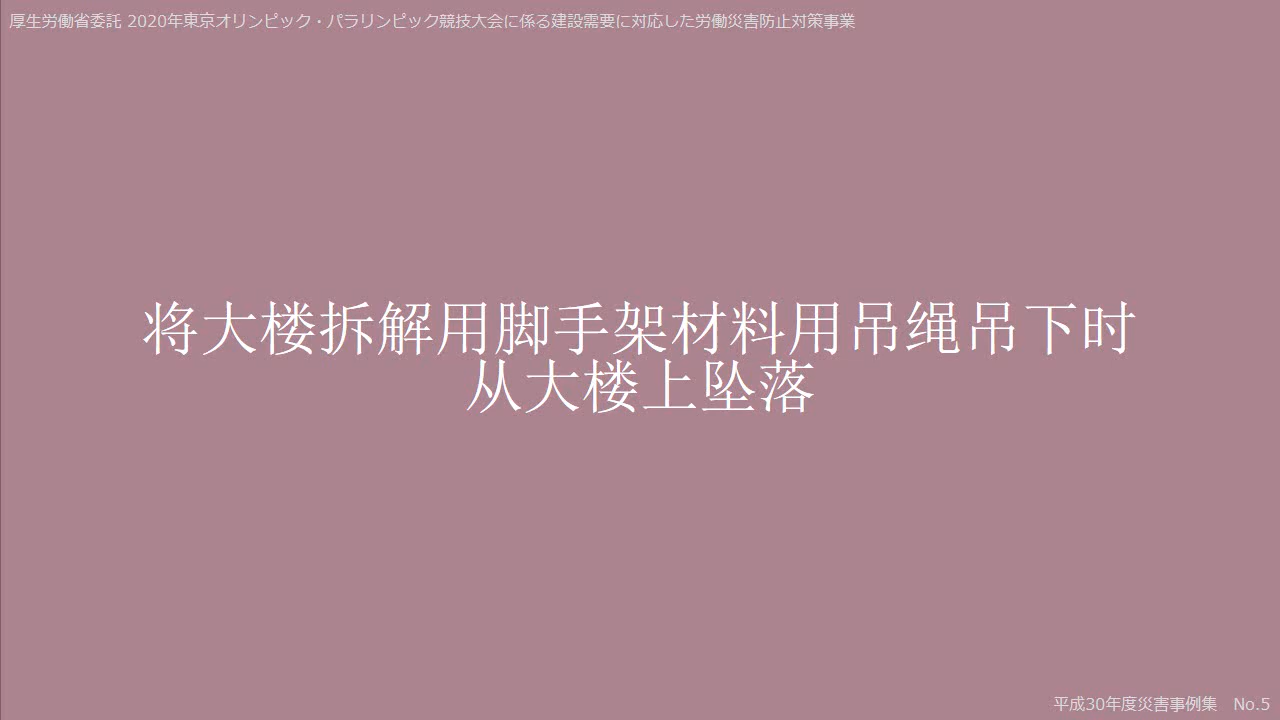 厚生労働省委託 2020年東京オリンピック・パラリンピック競技大会に係る建設需要に対応した労働災害防止対策事業
将大楼拆解用脚手架材料用吊绳吊下时
从大楼上坠落
平成30年度災害事例集　No.5